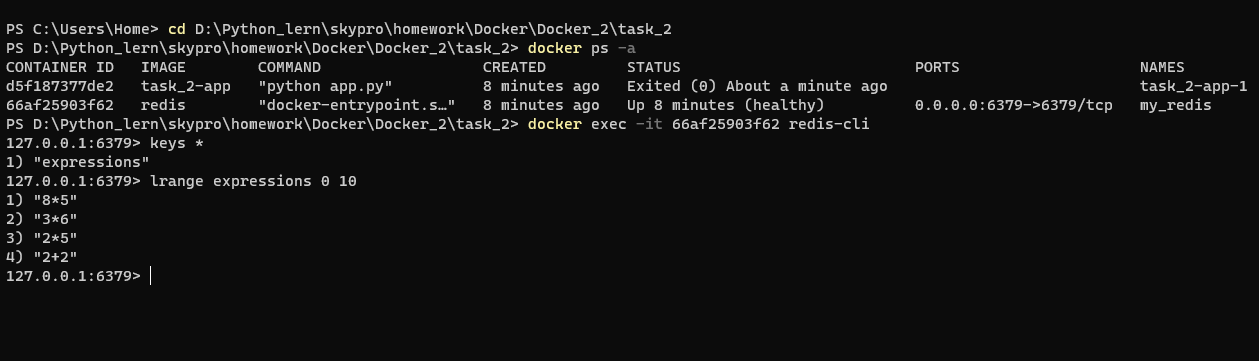 PS C:\Users\Home> cd D:\Python_lern\skypro\homework\Docker\Docker_2\task_2
PS D:\Python_lern\skypro\homework\Docker\Docker_2\task_2> docker ps -a
CONTAINER ID   IMAGE        COMMAND                  CREATED         STATUS                          PORTS                    NAMES
d5f187377de2   task_2-app   "python app.py"          8 minutes ago   Exited (0) About a minute ago                            task_2-app-1
66af25903f62   redis        "docker-entrypoint.s…"   8 minutes ago   Up 8 minutes (healthy)          0.0.0.0:6379->6379/tcp   my_redis
PS D:\Python_lern\skypro\homework\Docker\Docker_2\task_2> docker exec -it 66af25903f62 redis-cli
127.0.0.1:6379> keys *
1) "expressions"
127.0.0.1:6379> lrange expressions 0 10
1) "8*5"
2) "3*6"
3) "2*5"
4) "2+2"
127.0.0.1:6379>